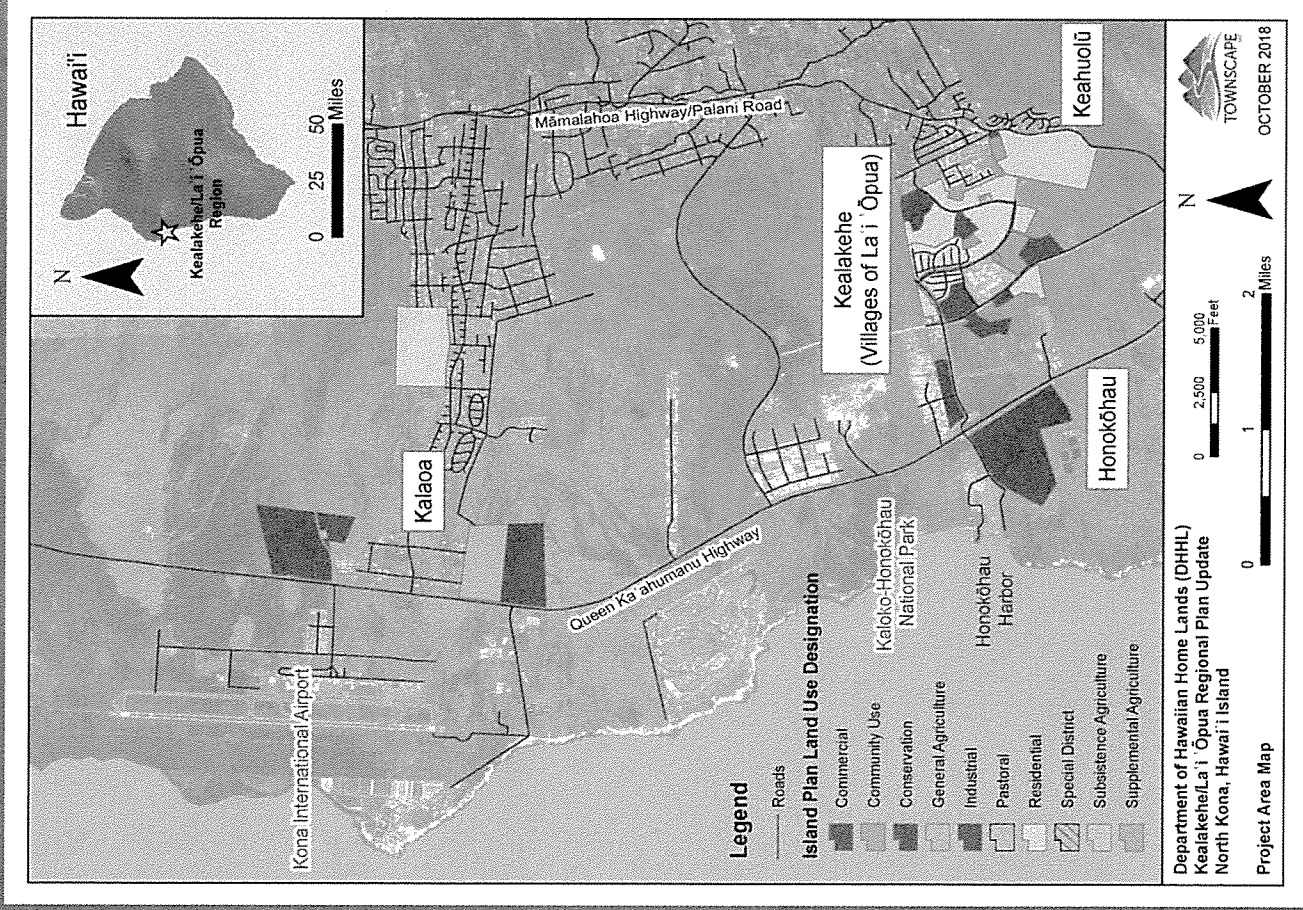 Hawai'i
N
Kealakehe/La'i 'Ōpua
Region
0 25 50
Miles
Māmalahoa Highway/Palani Road
Keahuolū
Kealakehe
(Villages of La'i 'Ōpua)
Kalaoa
Honokōhau
Queen Ka'ahumanu Highway
Kona International Airport
Kaloko-Honokōhau
National Park
Honokōhau
Harbor
Legend
Roads
Island Plan Land Use Designation
Commercial
Community Use
Conservation
General Agriculture
Industrial
Pastoral
Residential
Special District
Subsistence Agriculture
Supplemental Agriculture
0 2,500 5,000
Feet
0 1 2
Miles
N
Department of Hawaiian Home Lands (DHHL)
Kealakehe/La'i 'Ōpua Regional Plan Update
North Kona, Hawai'i Island
Project Area Map
TOWNSCAPE
OCTOBER 2018